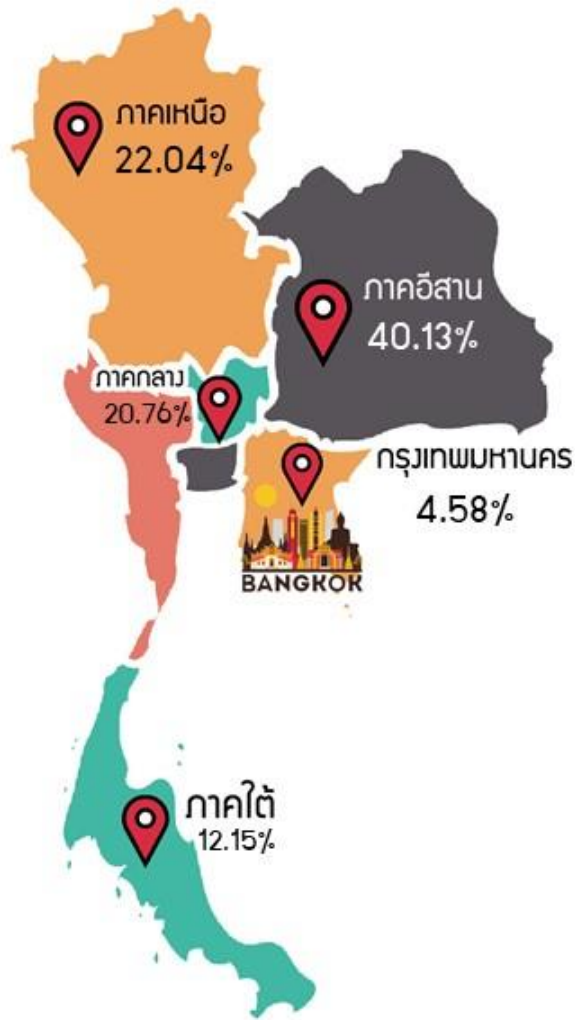 ภาคเหนือ
22.04%
ภาคอีสาน
40.13%
ภาคกลาง
20.76%
กรุงเทพมหานคร
4.58%
BANGKOK
ภาคใต้
12.15%